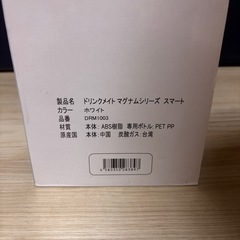 製品名 ドリンクメイト マグナムシリーズ スマート
カラー ホワイト
品番 DRM1003
材質 本体:ABS樹脂 専用ボトル:PET PP
原産国 本体:中国 炭酸ガス:台湾